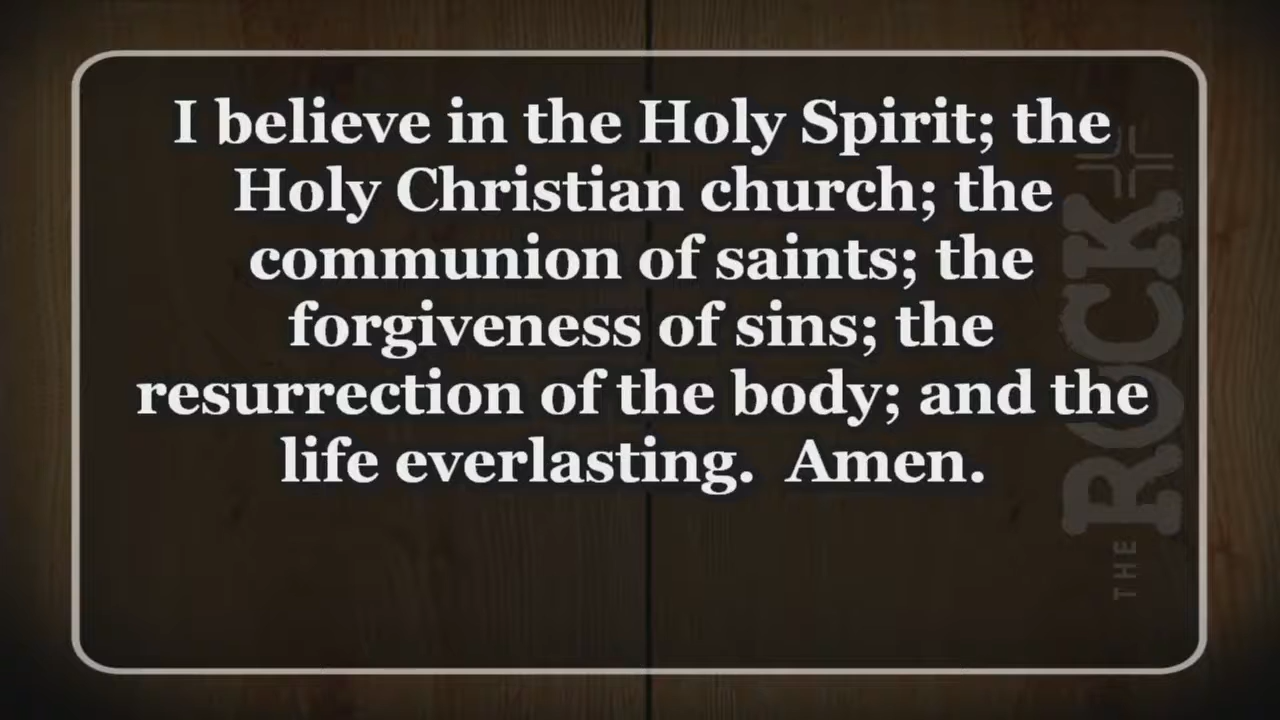 I believe in the Holy Spirit; the
Holy Christian church; the
communion of saints; the
forgiveness of sins; the
resurrection of the body; and the
life everlasting.  Amen.
THE ROCK